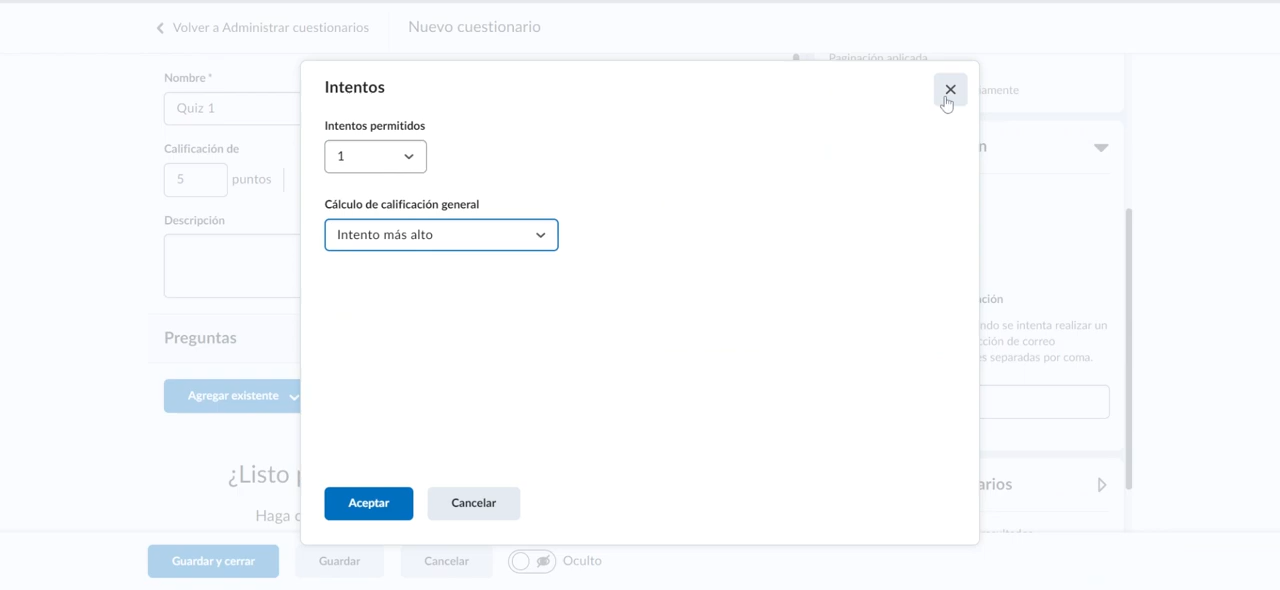 Volver a Administrar cuestionarios
Nuevo cuestionario
Nombre *
Quiz 1
Calificación de
5 puntos
Descripción
Preguntas
Agregar existente
¿Listo
Haga
Intentos
Intentos permitidos
1
Cálculo de calificación general
Intento más alto
Aceptar
Cancelar
Paginación aplicada
amente
n
ción
ndo se intenta realizar un
cción de correo
es separadas por coma.
arios
Guardar y cerrar
Guardar
Cancelar
Oculto